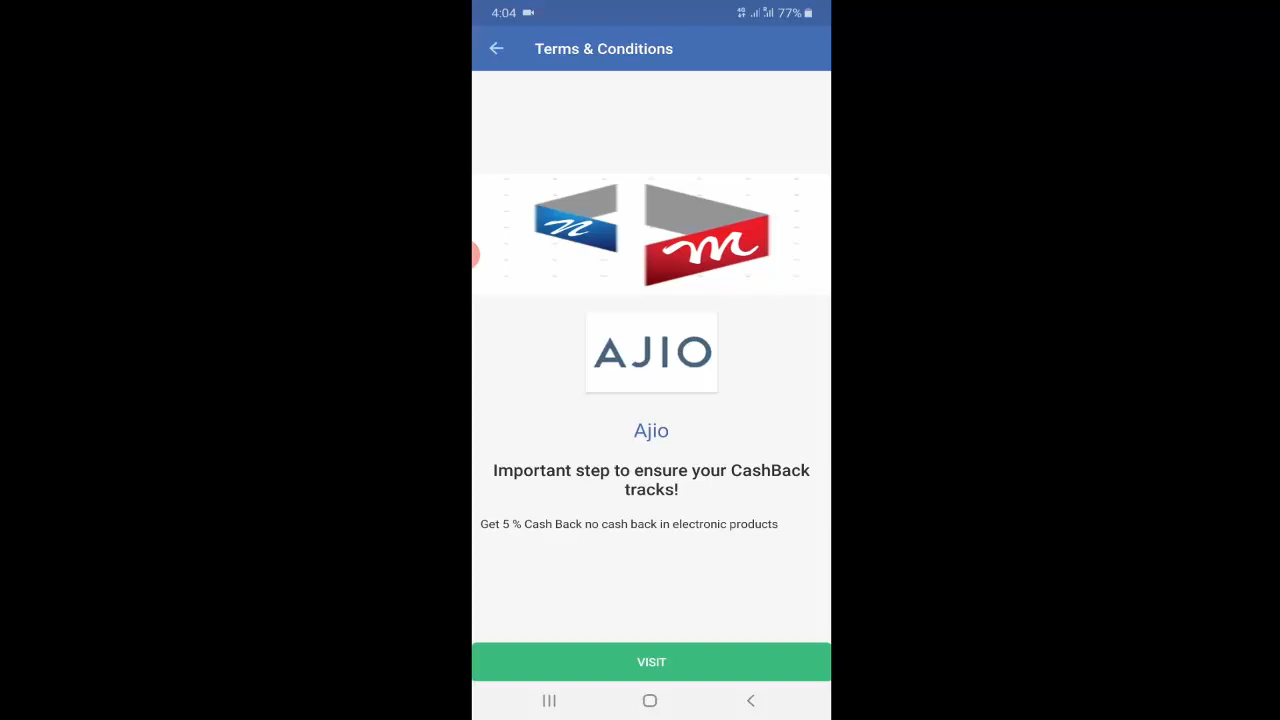 4:04 4G R 77%
Terms & Conditions
n m
AJIO
Ajio
Important step to ensure your CashBack
tracks!
Get 5 % Cash Back no cash back in electronic products
VISIT